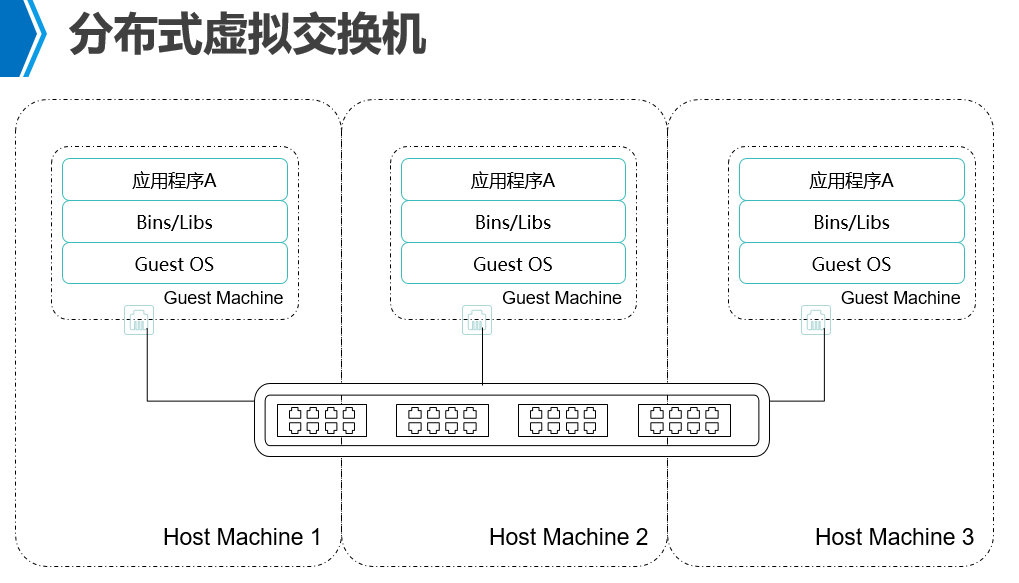 分布式虚拟交换机
应用程序A
Bins/Libs
Guest OS
Guest Machine
应用程序A
Bins/Libs
Guest OS
Guest Machine
应用程序A
Bins/Libs
Guest OS
Guest Machine
Host Machine 1
Host Machine 2
Host Machine 3